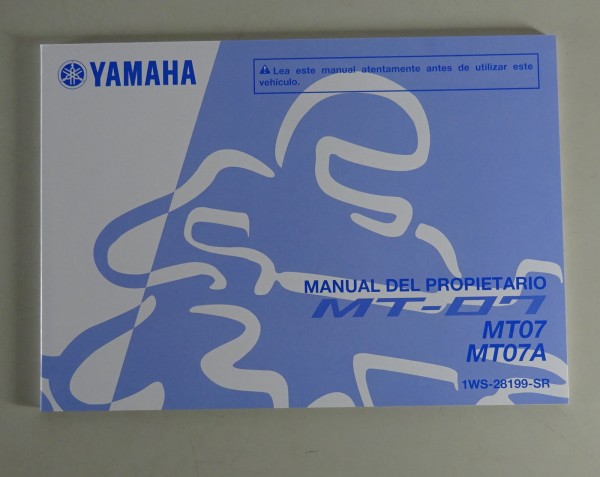 YAMAHA
Lea este manual atentamente antes de utilizar este
vehículo.
MANUAL DEL PROPIETARIO
MT-07
MT07
MT07A
1WS-28199-SR